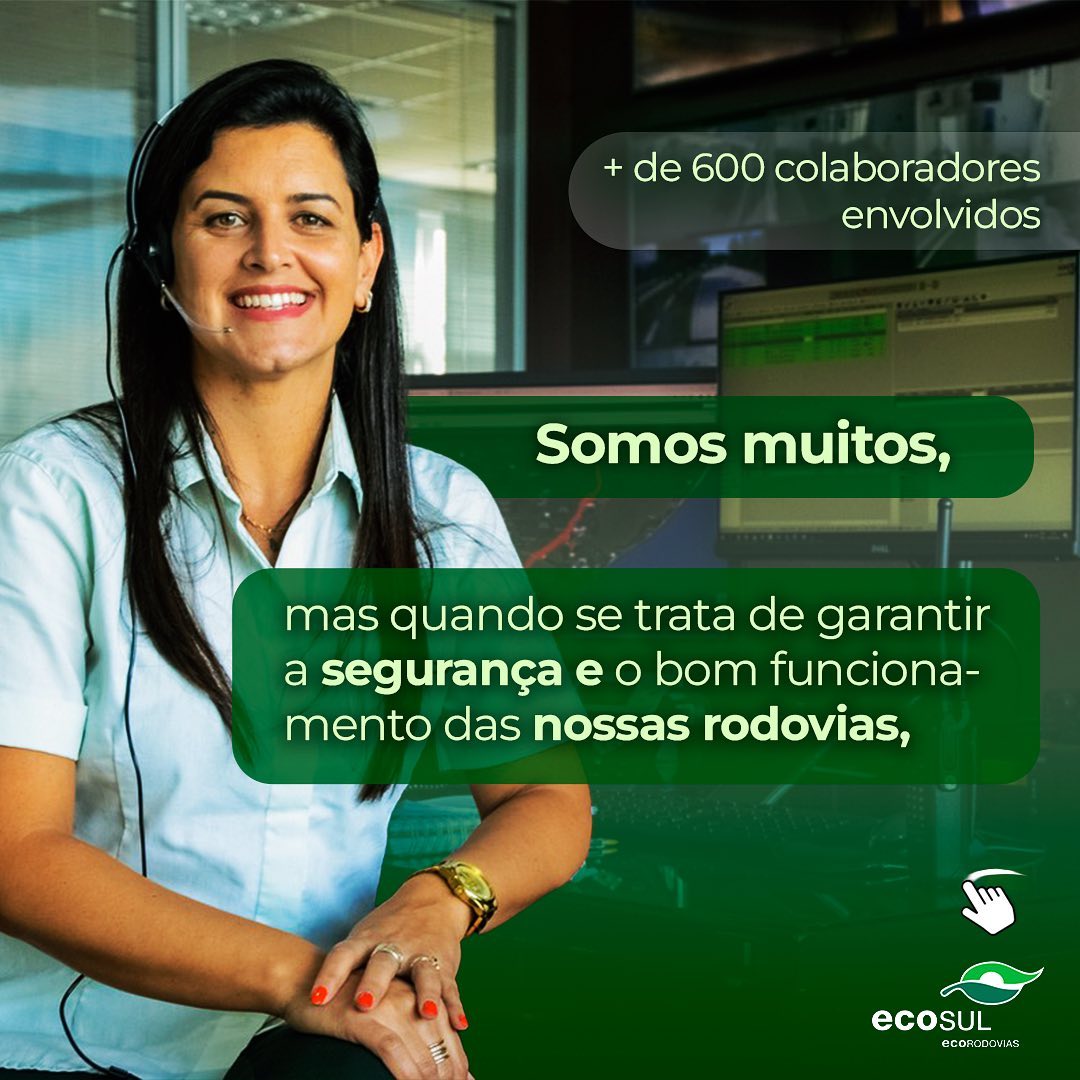 + de 600 colaboradores
envolvidos
Somos muitos,
mas quando se trata de garantir
a segurança e o bom funciona-
mento das nossas rodovias,
ecoSUL
ecoRODOVIAS